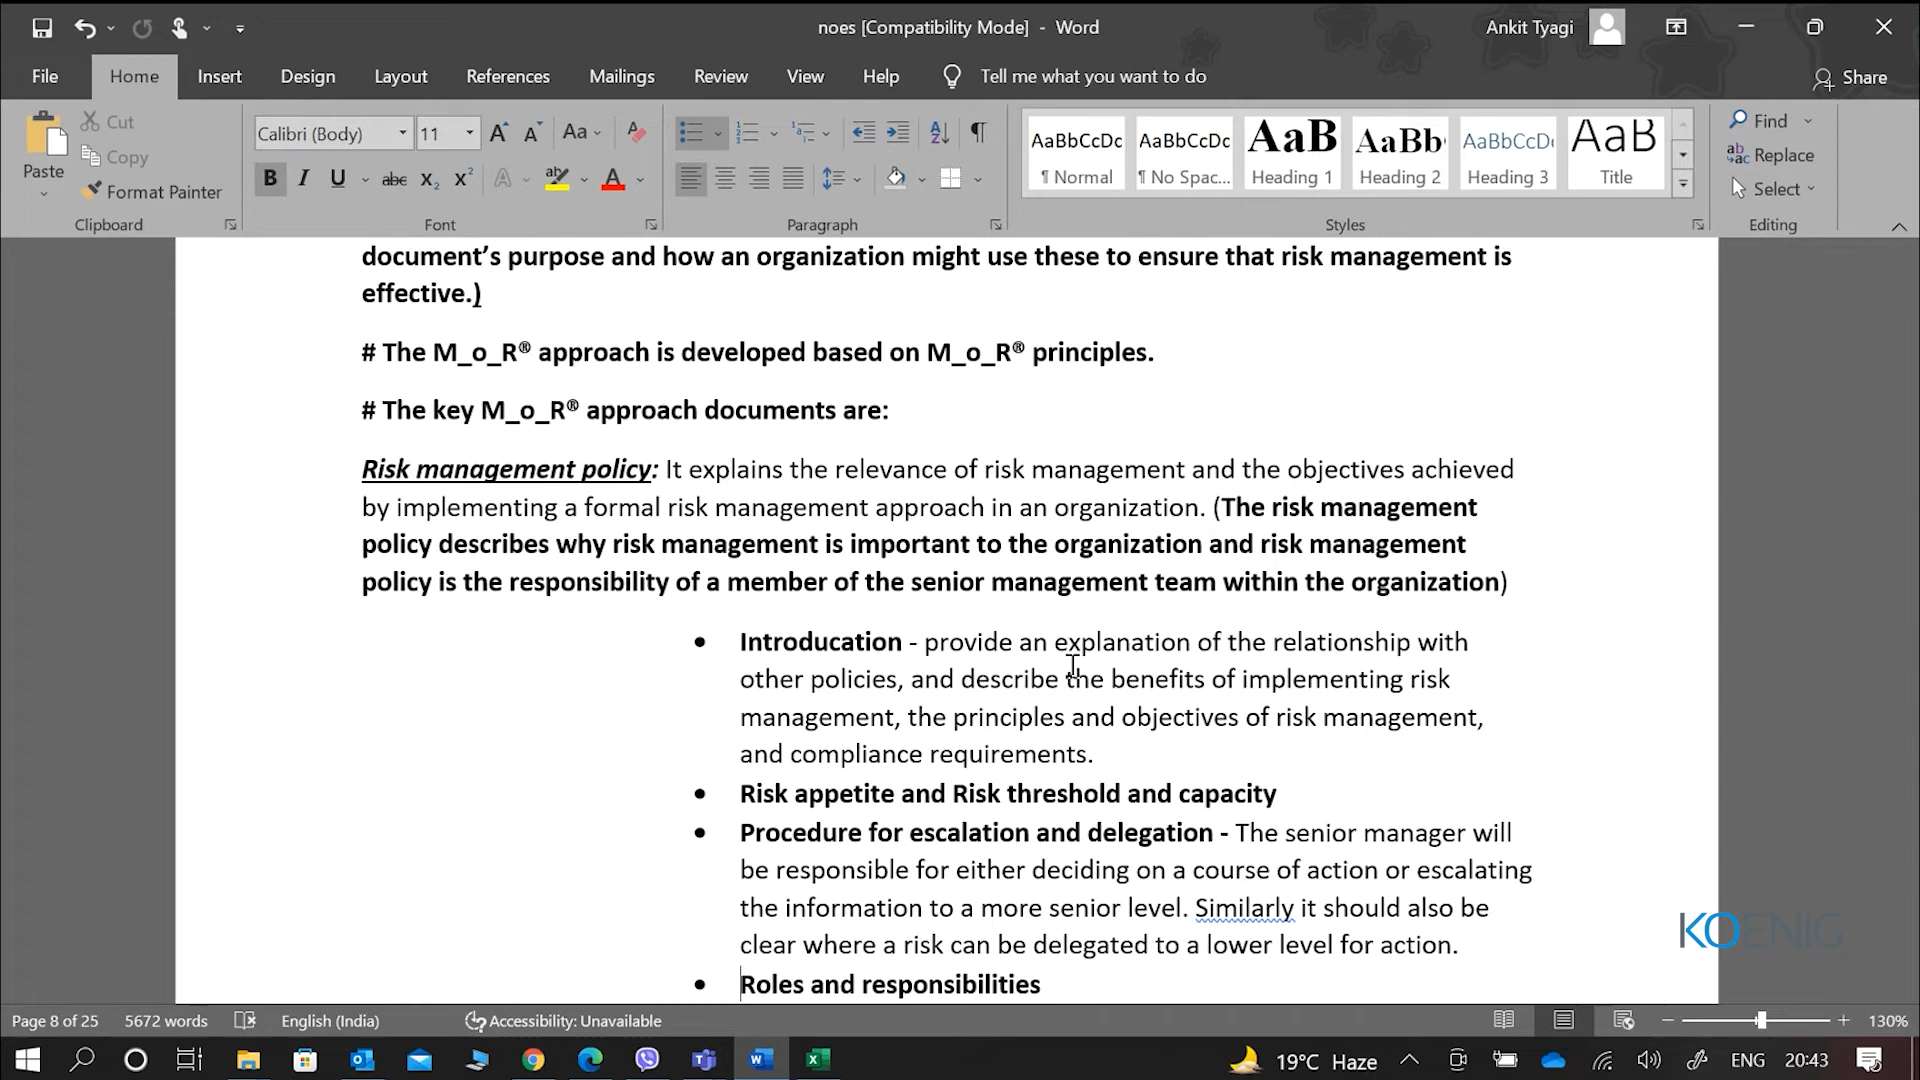 noes [Compatibility Mode] - Word
Ankit Tyagi
File Home Insert Design Layout References Mailings Review View Help Tell me what you want to do Share
Paste
Cut
Copy
Format Painter
Clipboard
Calibri (Body) 11 Aa
B I U abc X₂ X² A ab A
Font
Paragraph
AaBbCcDc AaBbCcDc AaB AaBb AaBbCcD AaB
¶ Normal ¶ No Spac... Heading 1 Heading 2 Heading 3 Title
Styles
Find
Replace
Select
Editing
document’s purpose and how an organization might use these to ensure that risk management is
effective.)
# The M_o_R® approach is developed based on M_o_R® principles.
# The key M_o_R® approach documents are:
Risk management policy: It explains the relevance of risk management and the objectives achieved
by implementing a formal risk management approach in an organization. (The risk management
policy describes why risk management is important to the organization and risk management
policy is the responsibility of a member of the senior management team within the organization)
• Introducation - provide an explanation of the relationship with
other policies, and describe the benefits of implementing risk
management, the principles and objectives of risk management,
and compliance requirements.
• Risk appetite and Risk threshold and capacity
• Procedure for escalation and delegation - The senior manager will
be responsible for either deciding on a course of action or escalating
the information to a more senior level. Similarly it should also be
clear where a risk can be delegated to a lower level for action.
• Roles and responsibilities
KOENIG
Page 8 of 25 5672 words English (India) Accessibility: Unavailable 130%
19°C Haze ENG 20:43